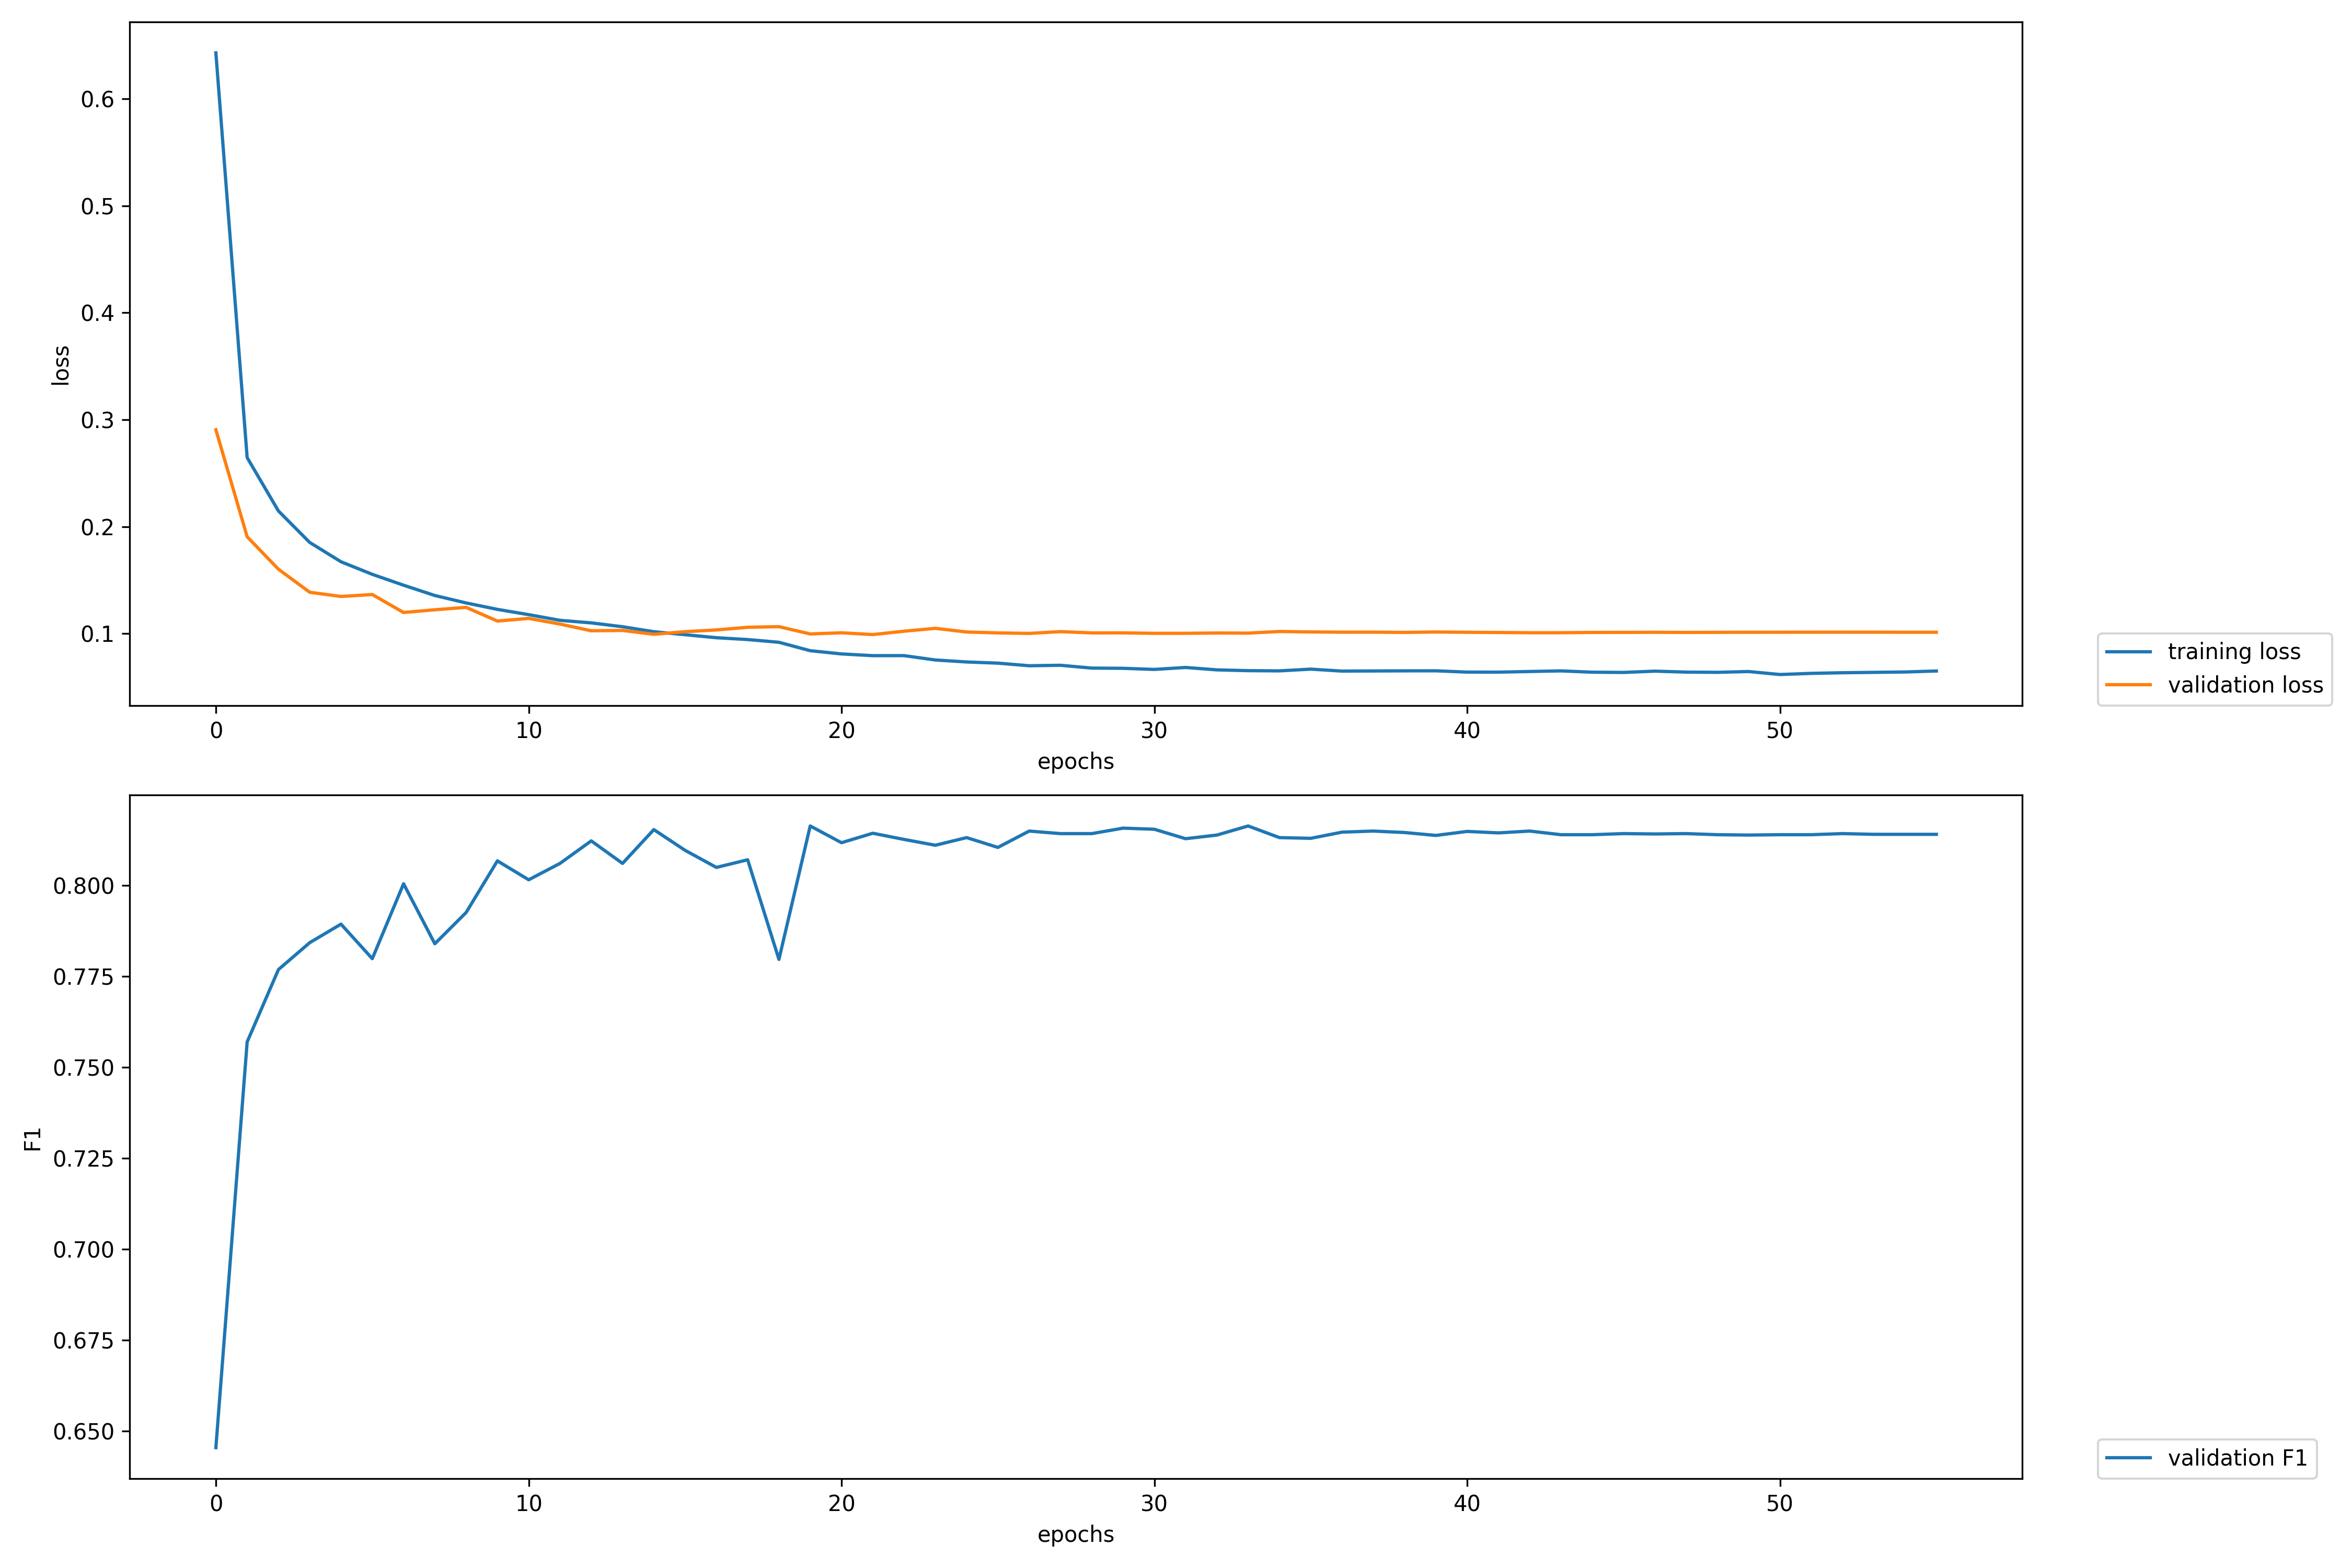 0.6
0.5
0.4
0.3
0.2
0.1
loss
0 10 20 30 40 50
epochs
training loss
validation loss
0.800
0.775
0.750
0.725
0.700
0.675
0.650
F1
0 10 20 30 40 50
epochs
validation F1